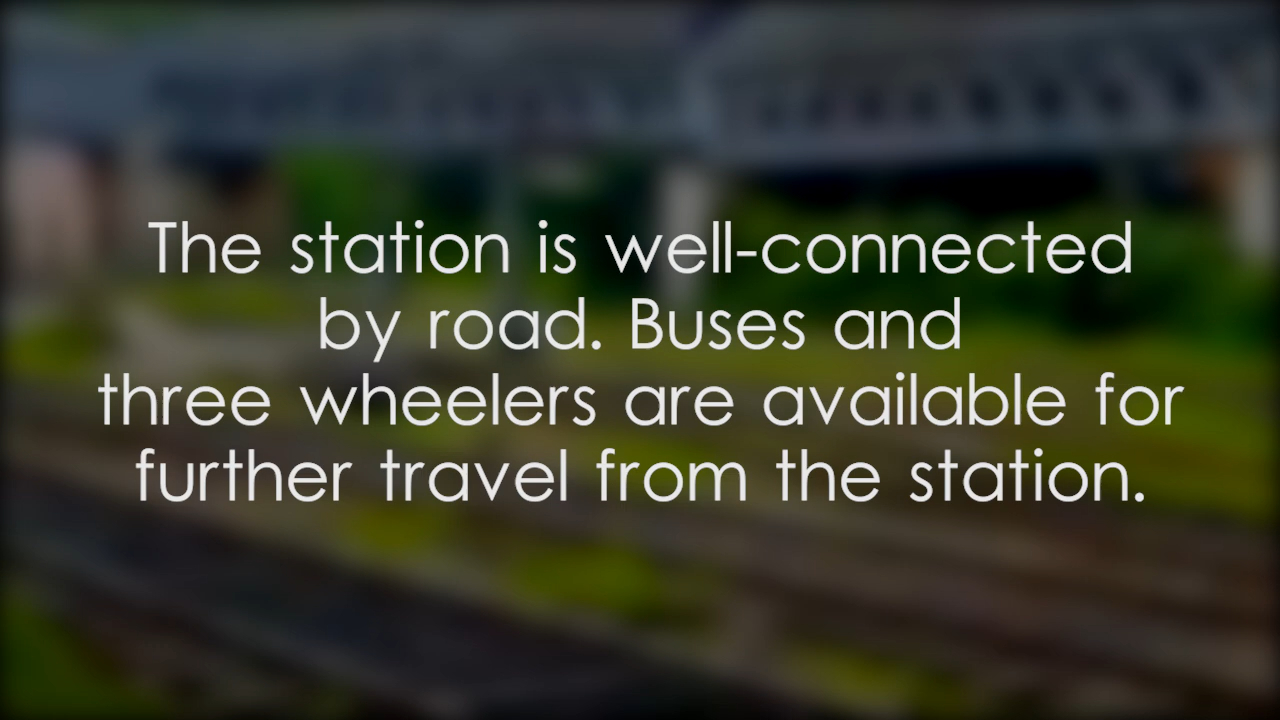 The station is well-connected
by road. Buses and
three wheelers are available for
further travel from the station.